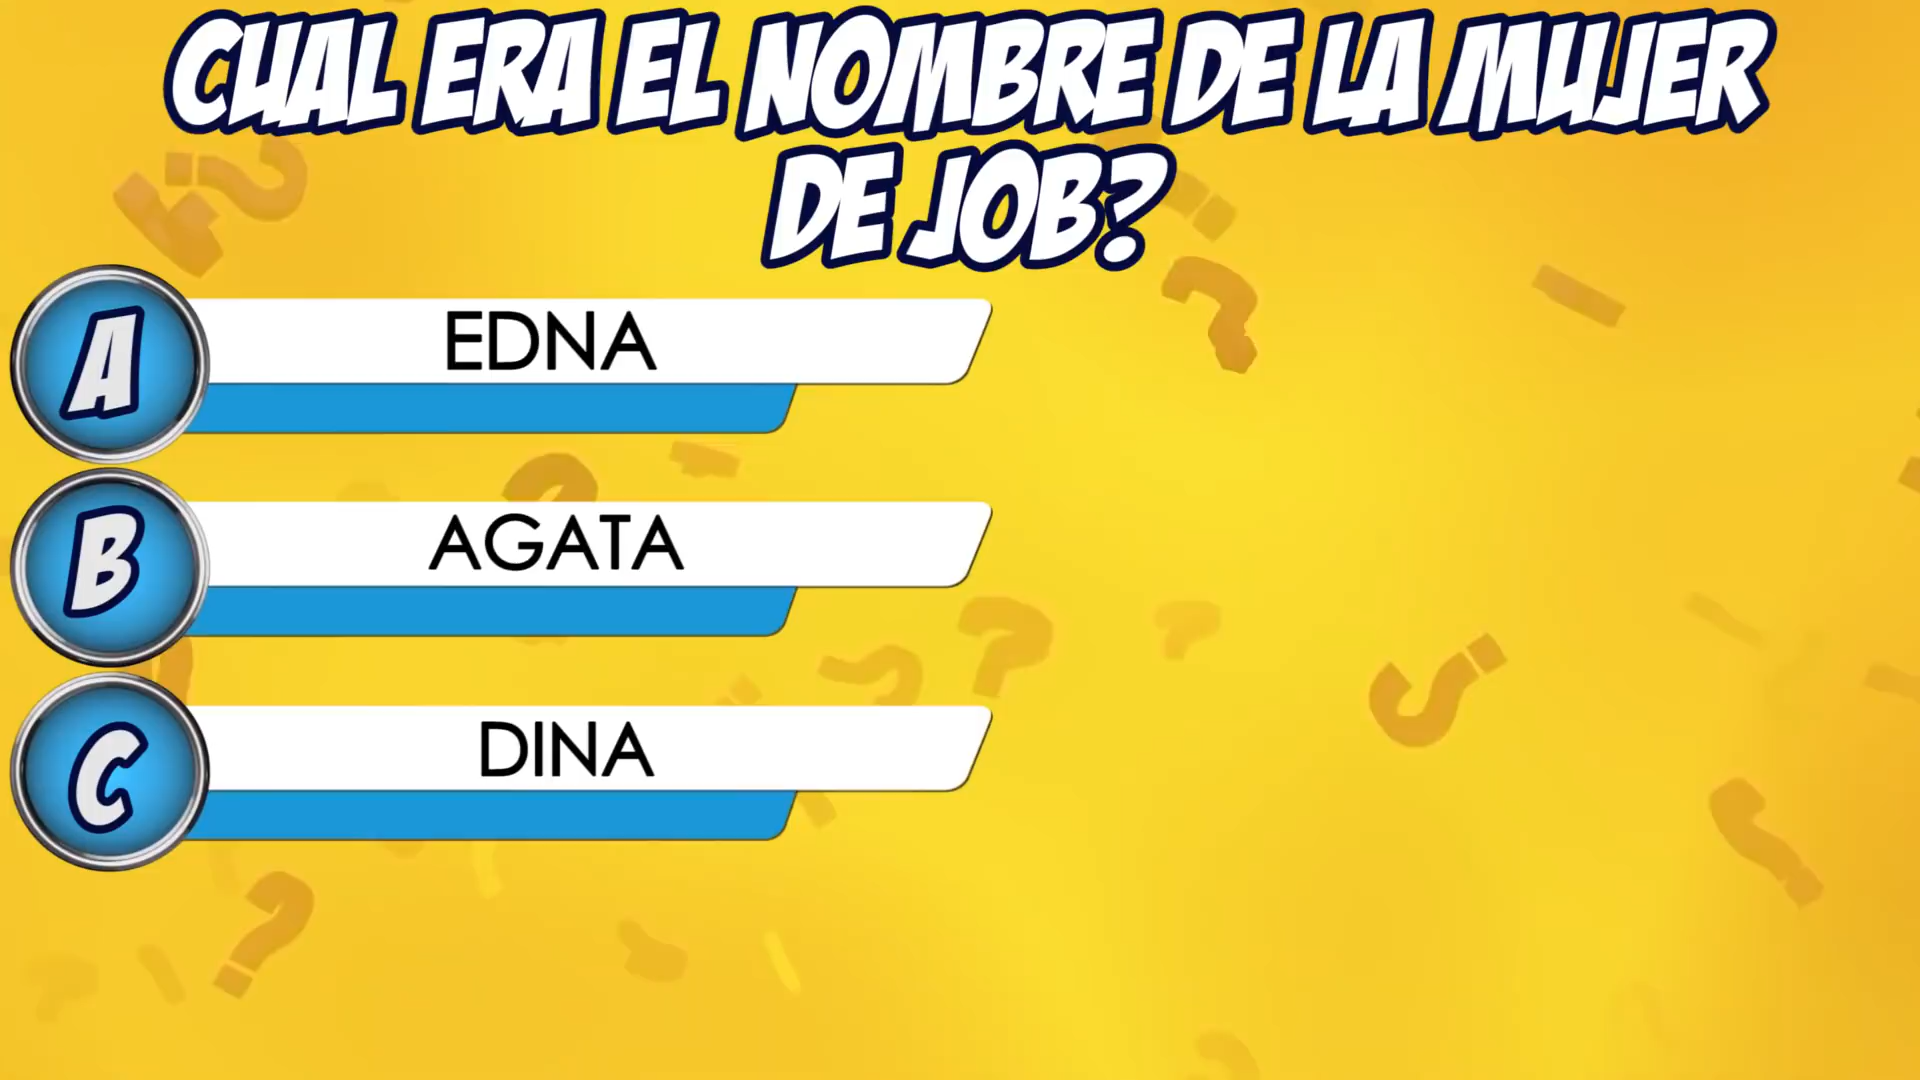 CUAL ERA EL NOMBRE DE LA MUJER
DE JOB?
A
EDNA
B
AGATA
C
DINA